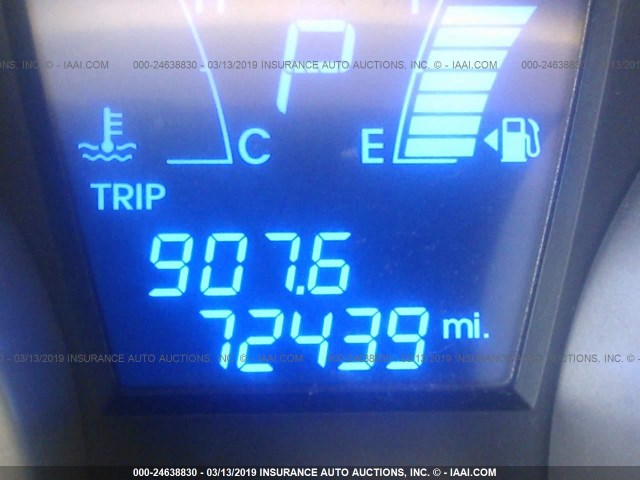 P
C E
TRIP
907.6
72439 mi.
000-24638830 - 03/13/2019 INSURANCE AUTO AUCTIONS, INC. © - IAAI.COM